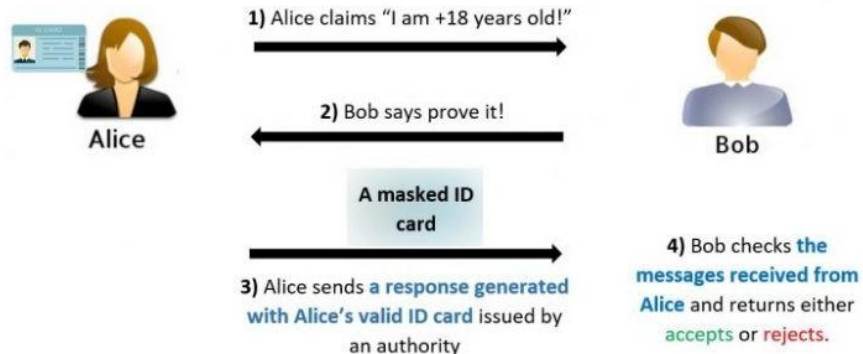 1) Alice claims “I am +18 years old!”
ID CARD
Alice
2) Bob says prove it!
Bob
A masked ID
card
3) Alice sends a response generated
with Alice’s valid ID card issued by
an authority
4) Bob checks the
messages received from
Alice and returns either
accepts or rejects.